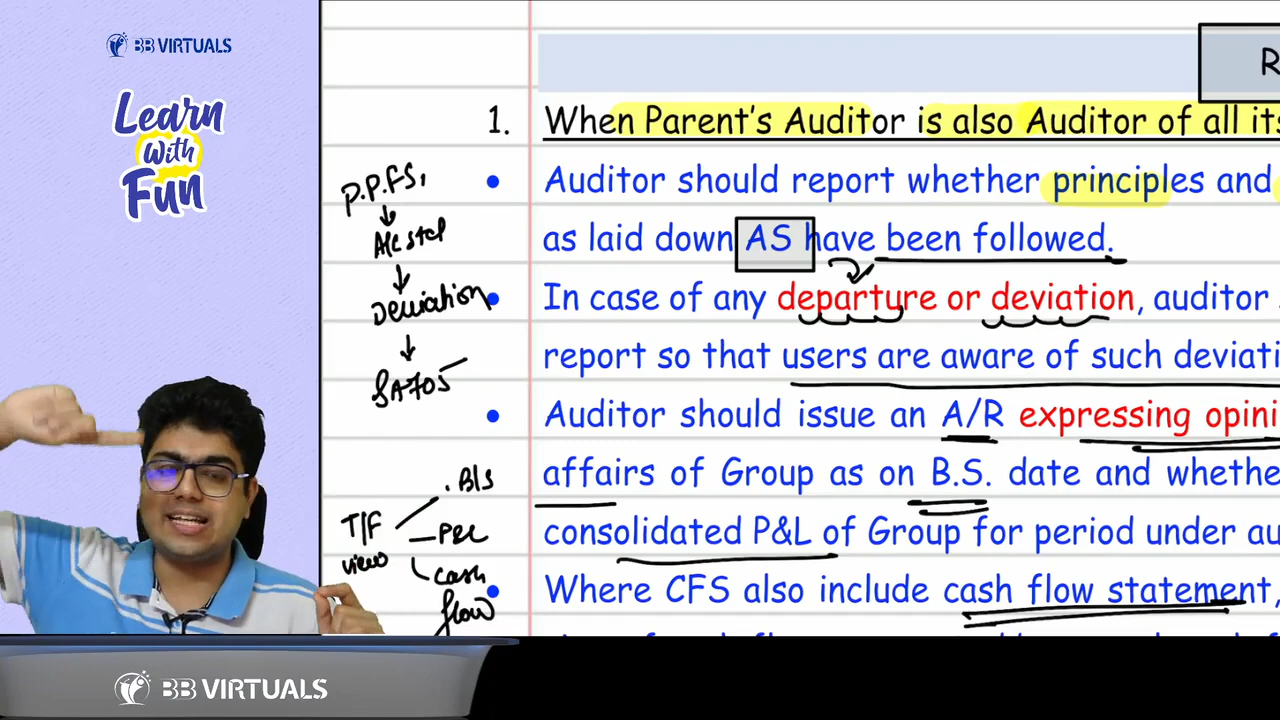 BB VIRTUALS
Learn
With
Fun
R
1. When Parent's Auditor is also Auditor of all its
• Auditor should report whether principles and
as laid down AS have been followed.
• In case of any departure or deviation, auditor
report so that users are aware of such deviati
• Auditor should issue an A/R expressing opini
affairs of Group as on B.S. date and whethe
consolidated P&L of Group for period under au
• Where CFS also include cash flow statement,
P.P.FS,
A/c std
Deviation
SA705
T/F
view
B/S
P&L
Cash
flow
BB VIRTUALS